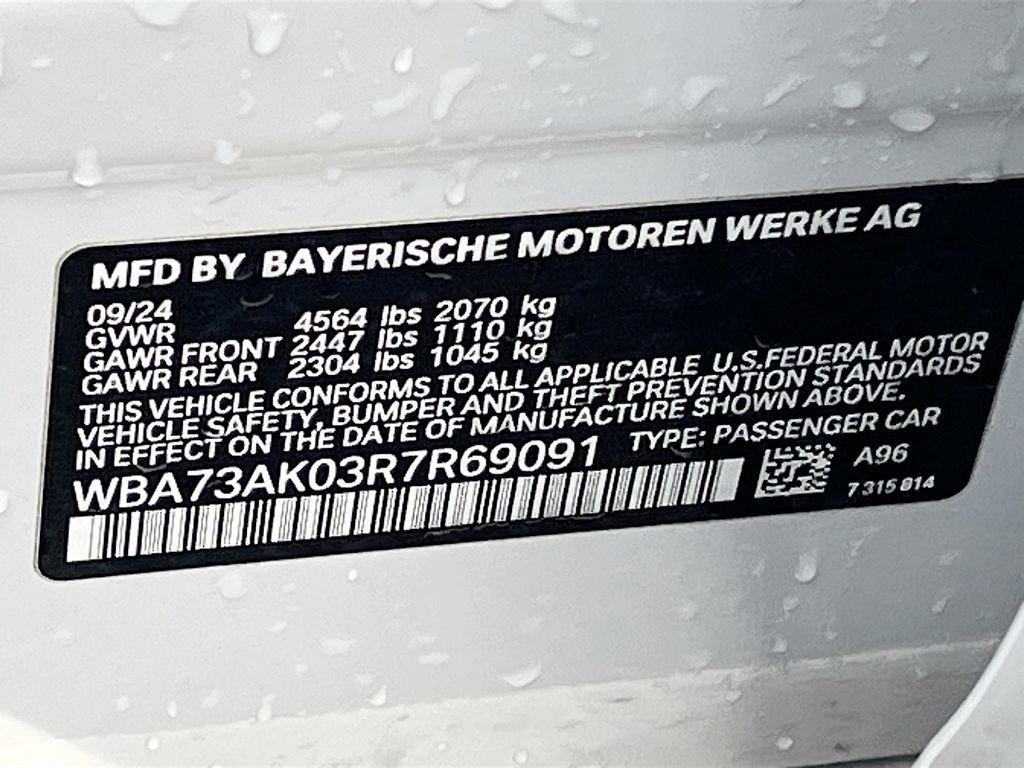 MFD BY BAYERISCHE MOTOREN WERKE AG
09/24
GVWR 4564 lbs 2070 kg
GAWR FRONT 2447 lbs 1110 kg
GAWR REAR 2304 lbs 1045 kg
THIS VEHICLE CONFORMS TO ALL APPLICABLE U.S.FEDERAL MOTOR
VEHICLE SAFETY, BUMPER AND THEFT PREVENTION STANDARDS
IN EFFECT ON THE DATE OF MANUFACTURE SHOWN ABOVE.
WBA73AK03R7R69091 TYPE: PASSENGER CAR
A96
7 315 814